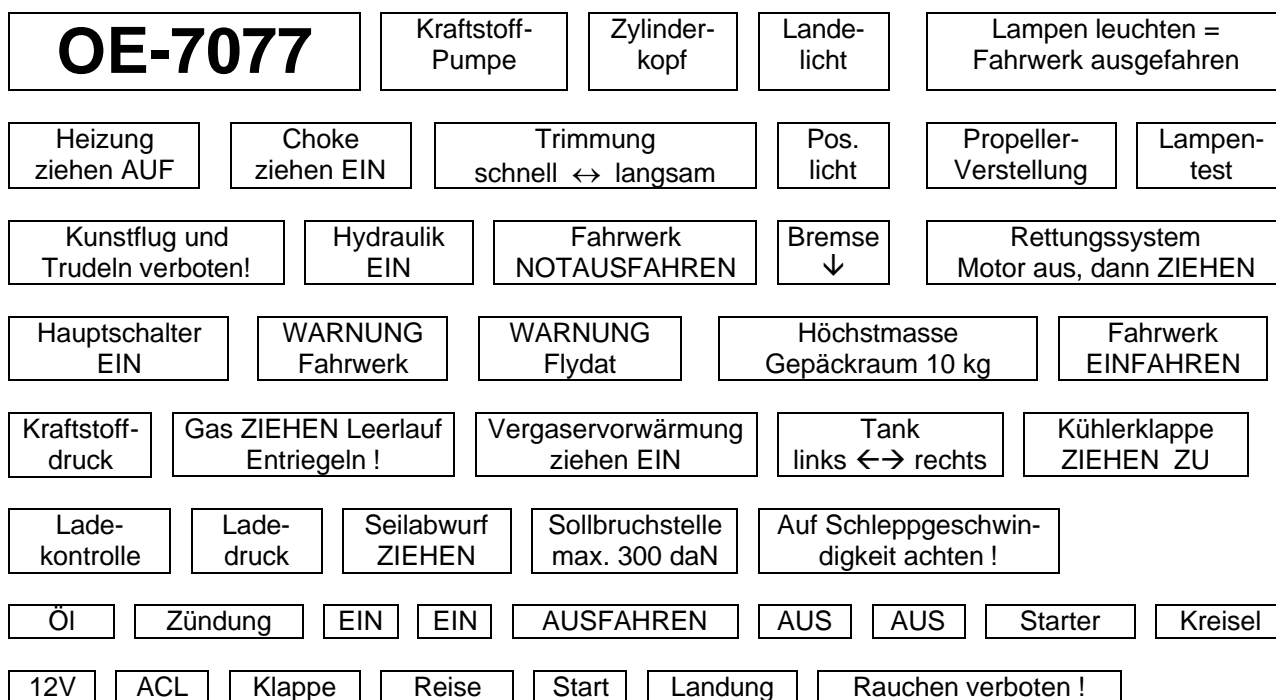 OE-7077
Kraftstoff-
Pumpe
Zylinder-
kopf
Lande-
licht
Lampen leuchten =
Fahrwerk ausgefahren
Heizung
ziehen AUF
Choke
ziehen EIN
Trimmung
schnell ↔ langsam
Pos.
licht
Propeller-
Verstellung
Lampen-
test
Kunstflug und
Trudeln verboten!
Hydraulik
EIN
Fahrwerk
NOTAUSFAHREN
Bremse
↓
Rettungssystem
Motor aus, dann ZIEHEN
Hauptschalter
EIN
WARNUNG
Fahrwerk
WARNUNG
Flydat
Höchstmasse
Gepäckraum 10 kg
Fahrwerk
EINFAHREN
Kraftstoff-
druck
Gas ZIEHEN Leerlauf
Entriegeln !
Vergaservorwärmung
ziehen EIN
Tank
links ←→ rechts
Kühlerklappe
ZIEHEN ZU
Lade-
kontrolle
Lade-
druck
Seilabwurf
ZIEHEN
Sollbruchstelle
max. 300 daN
Auf Schleppgeschwin-
digkeit achten !
Öl
Zündung
EIN
EIN
AUSFAHREN
AUS
AUS
Starter
Kreisel
12V
ACL
Klappe
Reise
Start
Landung
Rauchen verboten !